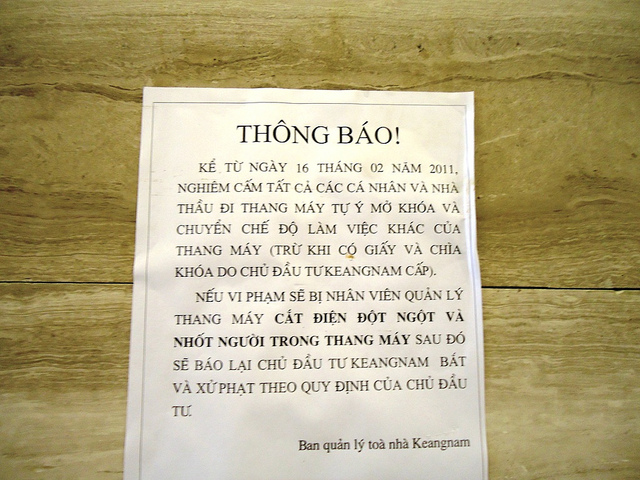 THÔNG BÁO!
KỂ TỪ NGÀY 16 THÁNG 02 NĂM 2011,
NGHIÊM CẤM TẤT CẢ CÁC CÁ NHÂN VÀ NHÀ
THẦU ĐI THANG MÁY TỰ Ý MỞ KHÓA VÀ
CHUYỂN CHẾ ĐỘ LÀM VIỆC KHÁC CỦA
THANG MÁY (TRỪ KHI CÓ GIẤY VÀ CHÌA
KHÓA DO CHỦ ĐẦU TƯ KEANGNAM CẤP).
NẾU VI PHẠM SẼ BỊ NHÂN VIÊN QUẢN LÝ
THANG MÁY CẮT ĐIỆN ĐỘT NGỘT VÀ
NHỐT NGƯỜI TRONG THANG MÁY SAU ĐÓ
SẼ BÁO LẠI CHỦ ĐẦU TƯ KEANGNAM BẮT
VÀ XỬ PHẠT THEO QUY ĐỊNH CỦA CHỦ ĐẦU
TƯ.
Ban quản lý toà nhà Keangnam